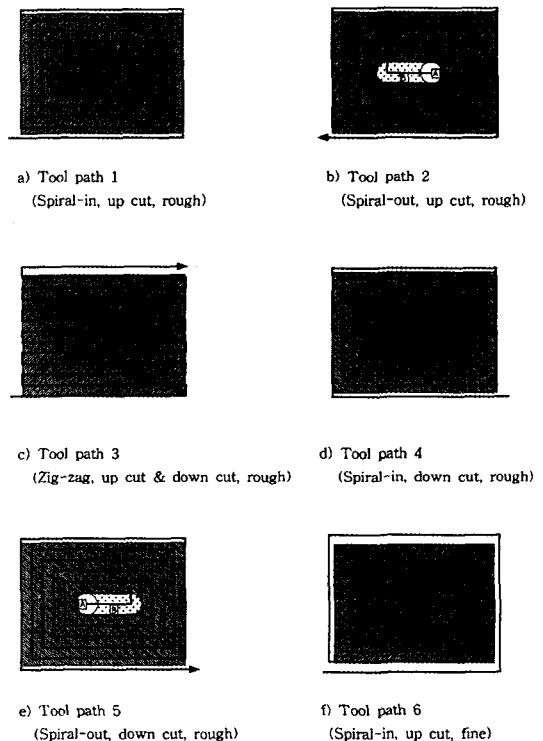 a) Tool path 1
(Spiral-in, up cut, rough)
b) Tool path 2
(Spiral-out, up cut, rough)
c) Tool path 3
(Zig-zag, up cut & down cut, rough)
d) Tool path 4
(Spiral-in, down cut, rough)
e) Tool path 5
(Spiral-out, down cut, rough)
f) Tool path 6
(Spiral-in, up cut, fine)